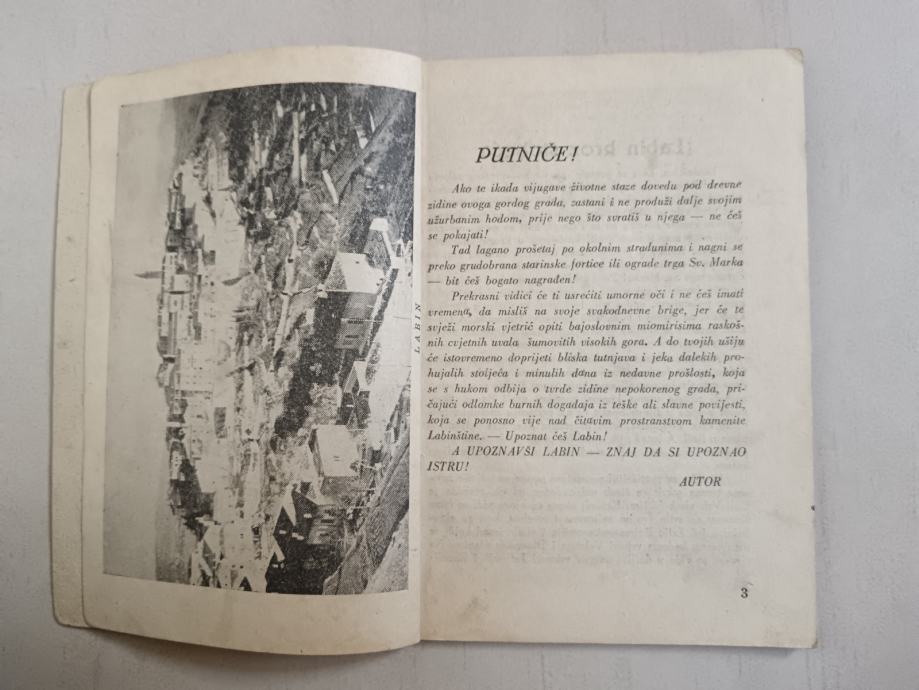 LABIN
PUTNIČE!
Ako te ikada vijugave životne staze dovedu pod drevne
zidine ovoga gordog grada, zastani i ne produži dalje svojim
užurbanim hodom, prije nego što svratiš u njega — ne ćeš
se pokajati!
Tad lagano prošetaj po okolnim stradunima i nagni se
preko grudobrana starinske fortice ili ograde trga Sv. Marka
— bit ćeš bogato nagrađen!
Prekrasni vidici će ti usrećiti umorne oči i ne ćeš imati
vremena, da misliš na svoje svakodnevne brige, jer će te
svježi morski vjetrić opiti bajoslovnim miomirisima raskoš-
nih cvjetnih uvala šumovitih visokih gora. A do tvojih ušiju
će istovremeno doprijeti bliska tutnjava i jeka dalekih pro-
hujalih stoljeća i minulih dana iz nedavne prošlosti, koja
se s hukom odbija o tvrde zidine nepokorenog grada, pri-
čajući odlomke burnih događaja iz teške ali slavne povijesti,
koja se ponosno vije nad čitavim prostranstvom kamenite
Labinštine. — Upoznat ćeš Labin!
A UPOZNAVŠI LABIN — ZNAJ DA SI UPOZNAO
ISTRU!
AUTOR
3